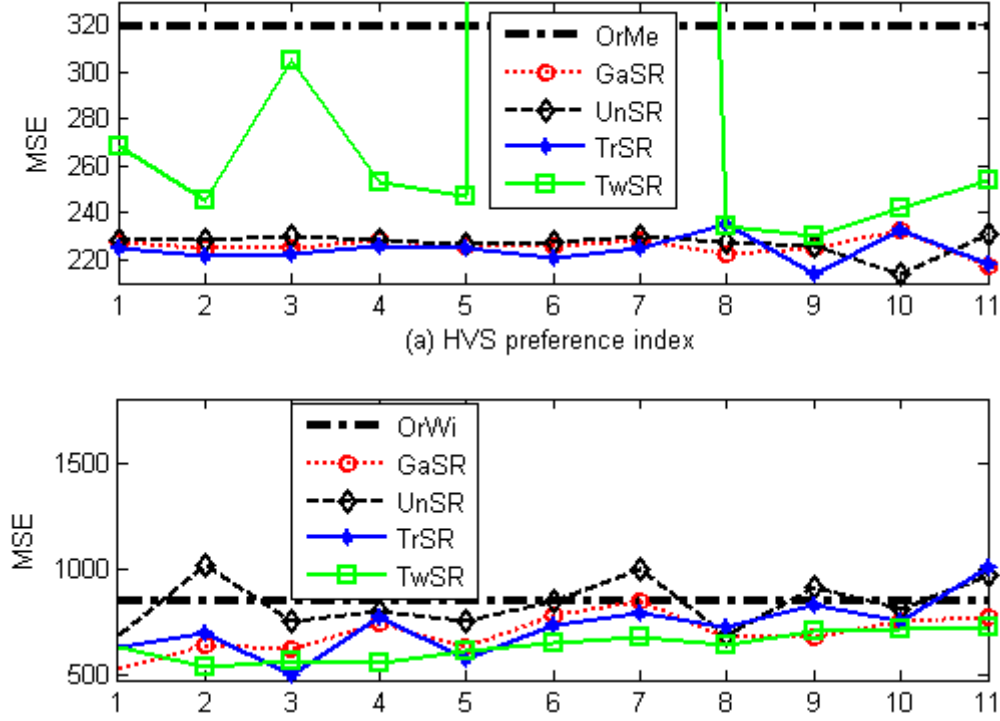 320
300
280
260
240
220
MSE
OrMe
GaSR
UnSR
TrSR
TwSR
1 2 3 4 5 6 7 8 9 10 11
(a) HVS preference index
1500
1000
500
MSE
OrWi
GaSR
UnSR
TrSR
TwSR
1 2 3 4 5 6 7 8 9 10 11